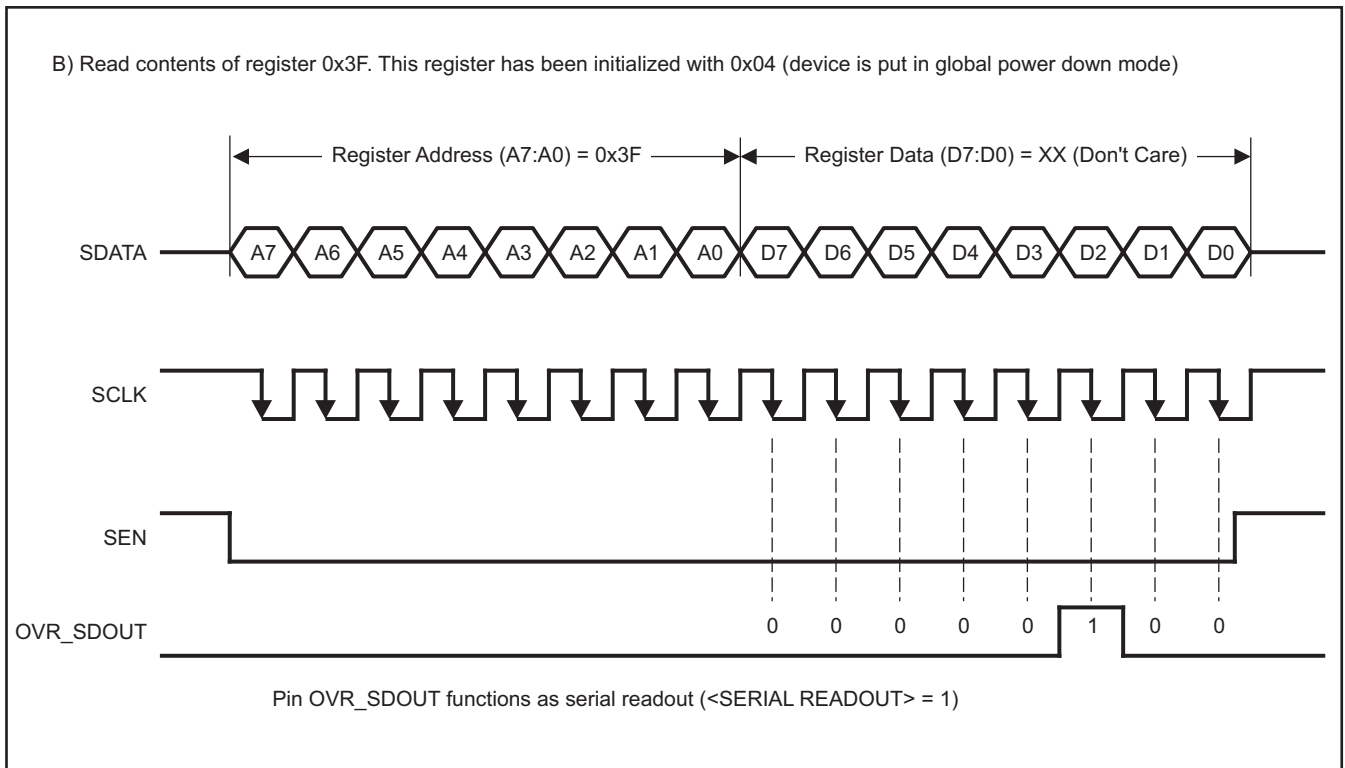 B) Read contents of register 0x3F. This register has been initialized with 0x04 (device is put in global power down mode)
Register Address (A7:A0) = 0x3F
Register Data (D7:D0) = XX (Don't Care)
SDATA
A7 A6 A5 A4 A3 A2 A1 A0 D7 D6 D5 D4 D3 D2 D1 D0
SCLK
SEN
OVR_SDOUT
0 0 0 0 0 1 0 0
Pin OVR_SDOUT functions as serial readout (<SERIAL READOUT> = 1)